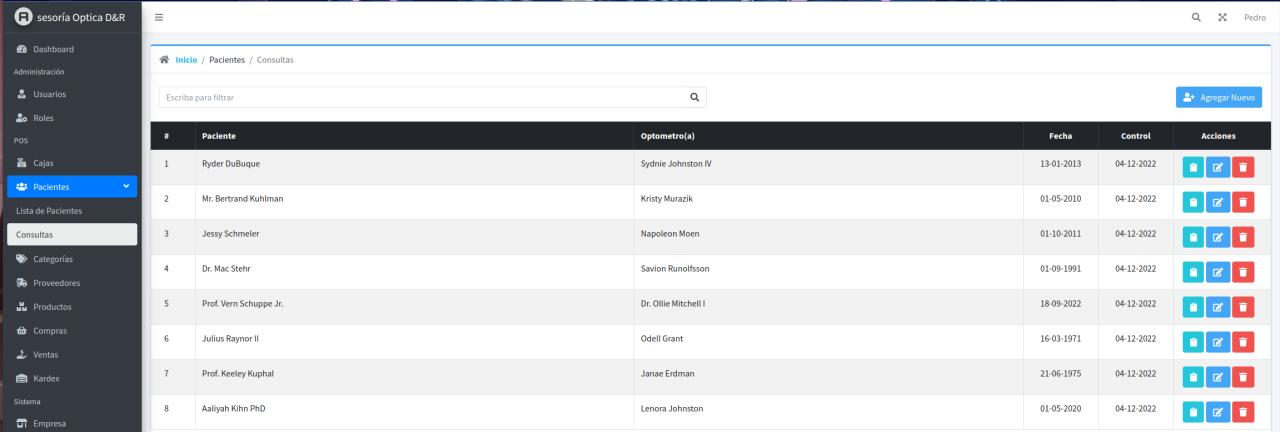 A sesoría Optica D&R
Pedro
Dashboard
Administración
Usuarios
Roles
POS
Cajas
Pacientes
Lista de Pacientes
Consultas
Categorías
Proveedores
Productos
Compras
Ventas
Kardex
Sistema
Empresa
Inicio / Pacientes / Consultas
Escriba para filtrar
Agregar Nuevo
# Paciente Optometro(a) Fecha Control Acciones
1 Ryder DuBuque Sydnie Johnston IV 13-01-2013 04-12-2022
2 Mr. Bertrand Kuhlman Kristy Murazik 01-05-2010 04-12-2022
3 Jessy Schmeler Napoleon Moen 01-10-2011 04-12-2022
4 Dr. Mac Stehr Savion Runolfsson 01-09-1991 04-12-2022
5 Prof. Vern Schuppe Jr. Dr. Ollie Mitchell I 18-09-2022 04-12-2022
6 Julius Raynor II Odell Grant 16-03-1971 04-12-2022
7 Prof. Keeley Kuphal Janae Erdman 21-06-1975 04-12-2022
8 Aaliyah Kihn PhD Lenora Johnston 01-05-2020 04-12-2022